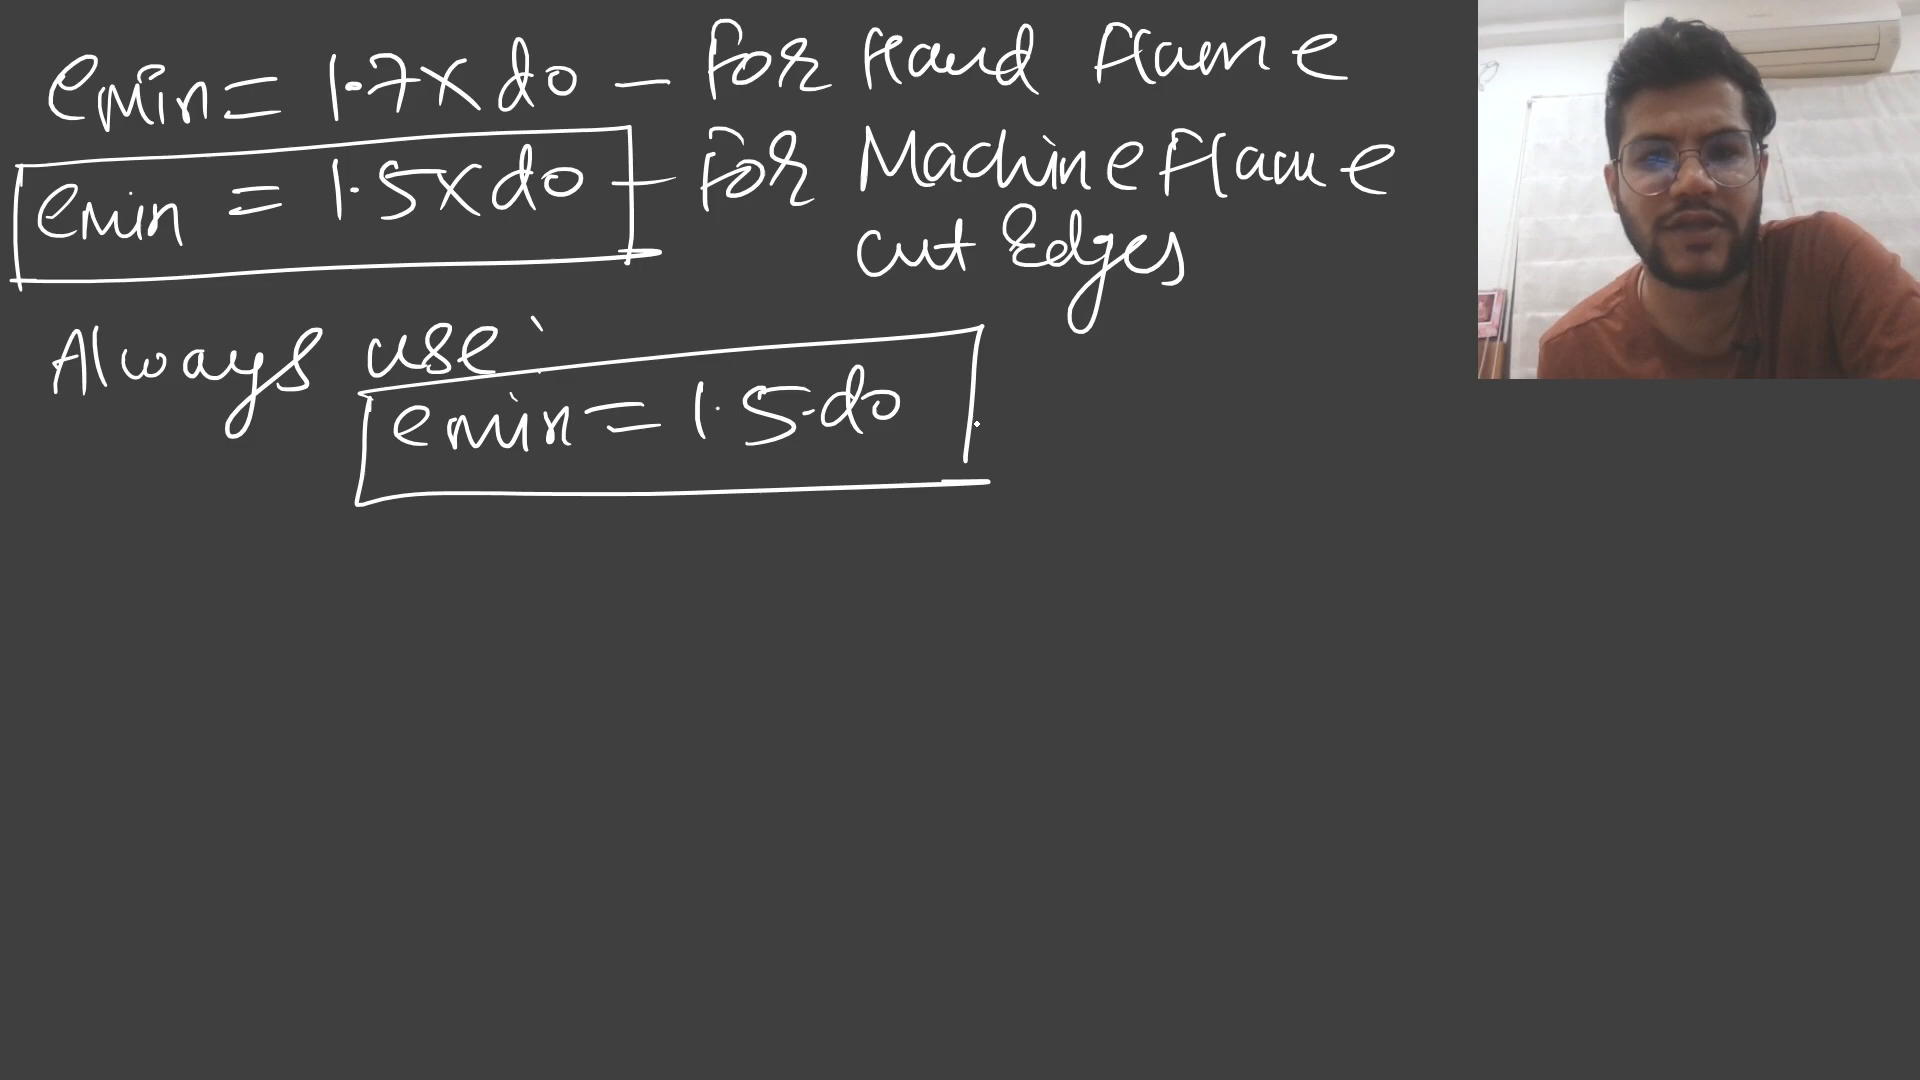 emin = 1.7 x do - For Hand Flame
emin = 1.5 x do - For Machine Flame
cut Edges
Always use:
emin = 1.5 do